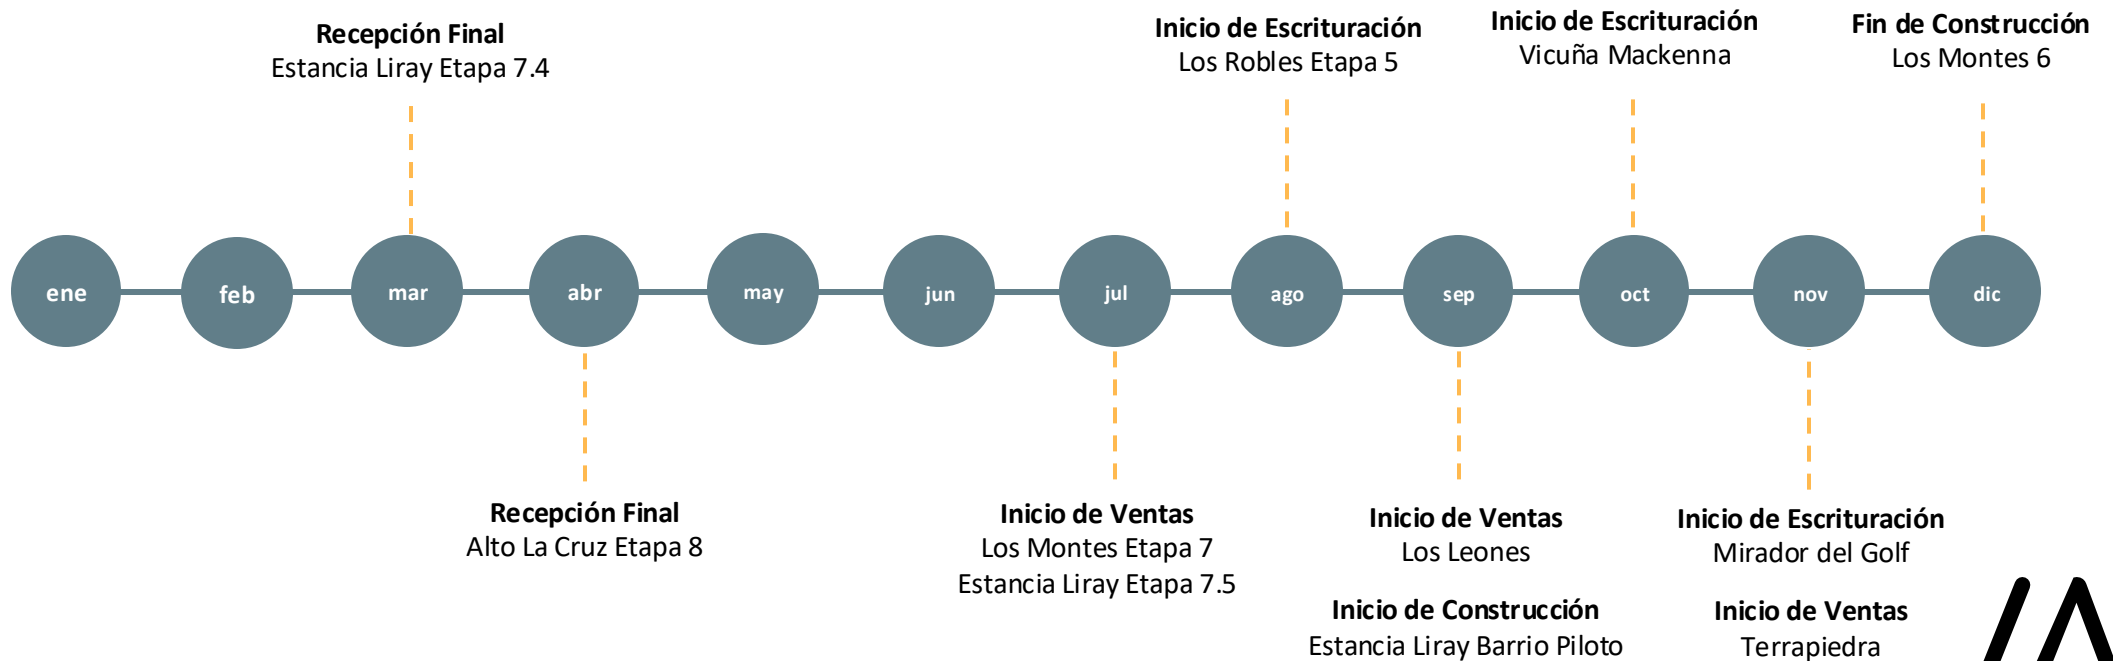 Recepción Final
Estancia Liray Etapa 7.4
Inicio de Escrituración
Los Robles Etapa 5
Inicio de Escrituración
Vicuña Mackenna
Fin de Construcción
Los Montes 6
ene
feb
mar
abr
may
jun
jul
ago
sep
oct
nov
dic
Recepción Final
Alto La Cruz Etapa 8
Inicio de Ventas
Los Montes Etapa 7
Estancia Liray Etapa 7.5
Inicio de Ventas
Los Leones
Inicio de Construcción
Estancia Liray Barrio Piloto
Inicio de Escrituración
Mirador del Golf
Inicio de Ventas
Terrapiedra